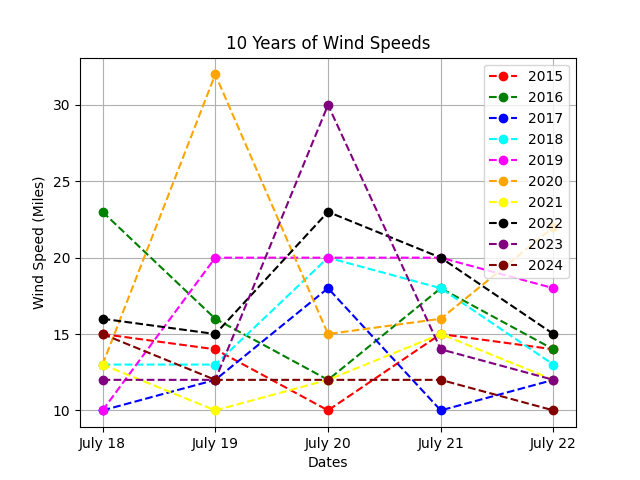 10 Years of Wind Speeds
Wind Speed (Miles)
30
25
20
15
10
July 18
July 19
July 20
July 21
July 22
Dates
2015
2016
2017
2018
2019
2020
2021
2022
2023
2024